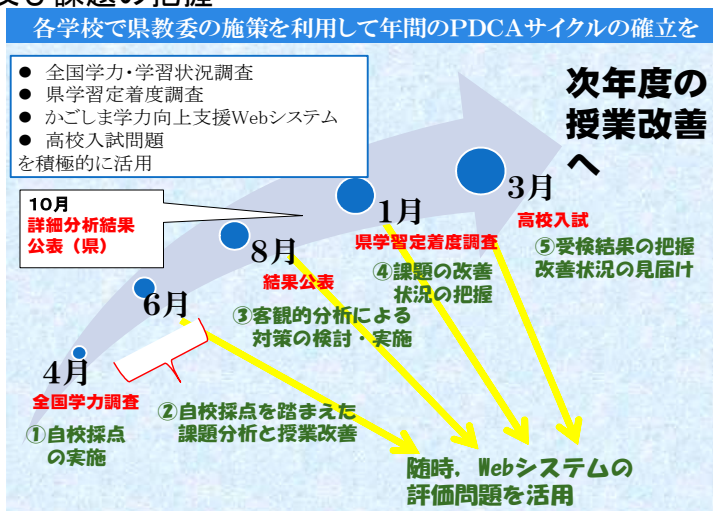 及び課題の把握
各学校で県教委の施策を利用して年間のPDCAサイクルの確立を
● 全国学力・学習状況調査
● 県学習定着度調査
● かごしま学力向上支援Webシステム
● 高校入試問題
を積極的に活用
次年度の
授業改善
へ
10月
詳細分析結果
公表（県）
3月
高校入試
⑤受検結果の把握
改善状況の見届け
1月
県学習定着度調査
④課題の改善
状況の把握
8月
結果公表
③客観的分析による
対策の検討・実施
6月
②自校採点を踏まえた
課題分析と授業改善
4月
全国学力調査
①自校採点
の実施
随時，Webシステムの
評価問題を活用